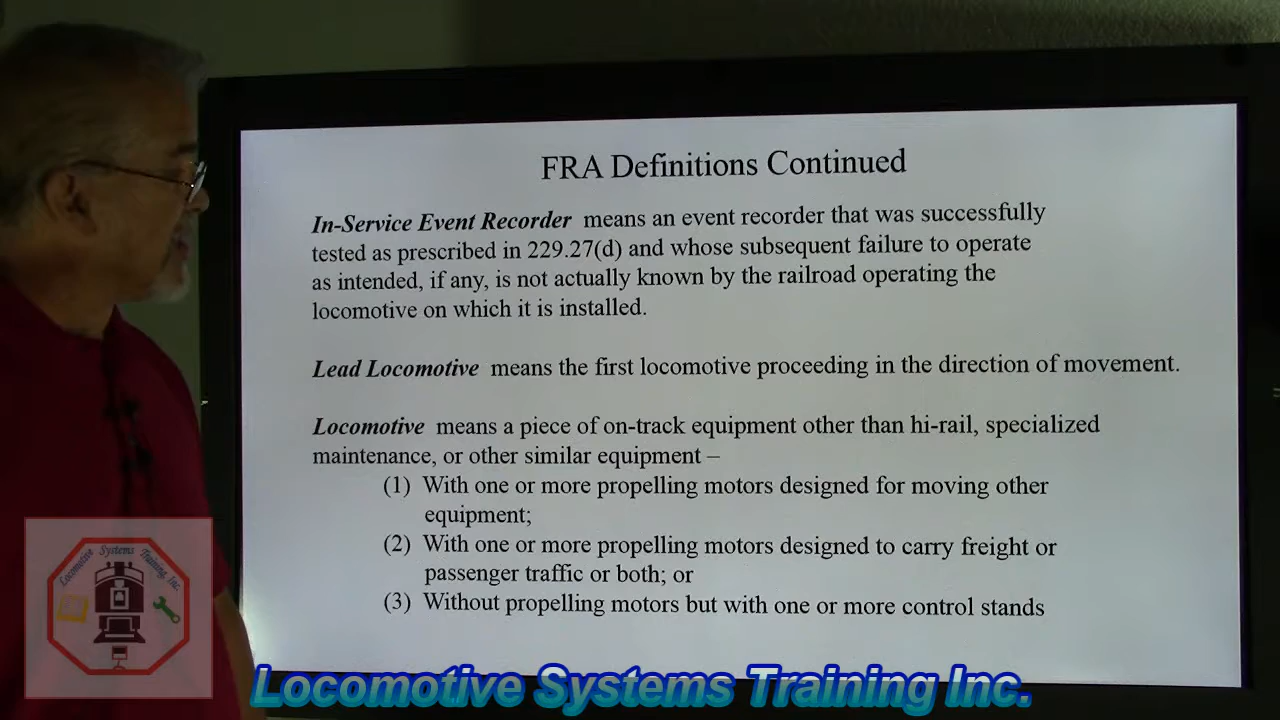 FRA Definitions Continued
In-Service Event Recorder means an event recorder that was successfully
tested as prescribed in 229.27(d) and whose subsequent failure to operate
as intended, if any, is not actually known by the railroad operating the
locomotive on which it is installed.
Lead Locomotive means the first locomotive proceeding in the direction of movement.
Locomotive means a piece of on-track equipment other than hi-rail, specialized
maintenance, or other similar equipment –
(1) With one or more propelling motors designed for moving other
equipment;
(2) With one or more propelling motors designed to carry freight or
passenger traffic or both; or
(3) Without propelling motors but with one or more control stands
Locomotive Systems Training, Inc.
Locomotive Systems Training Inc.